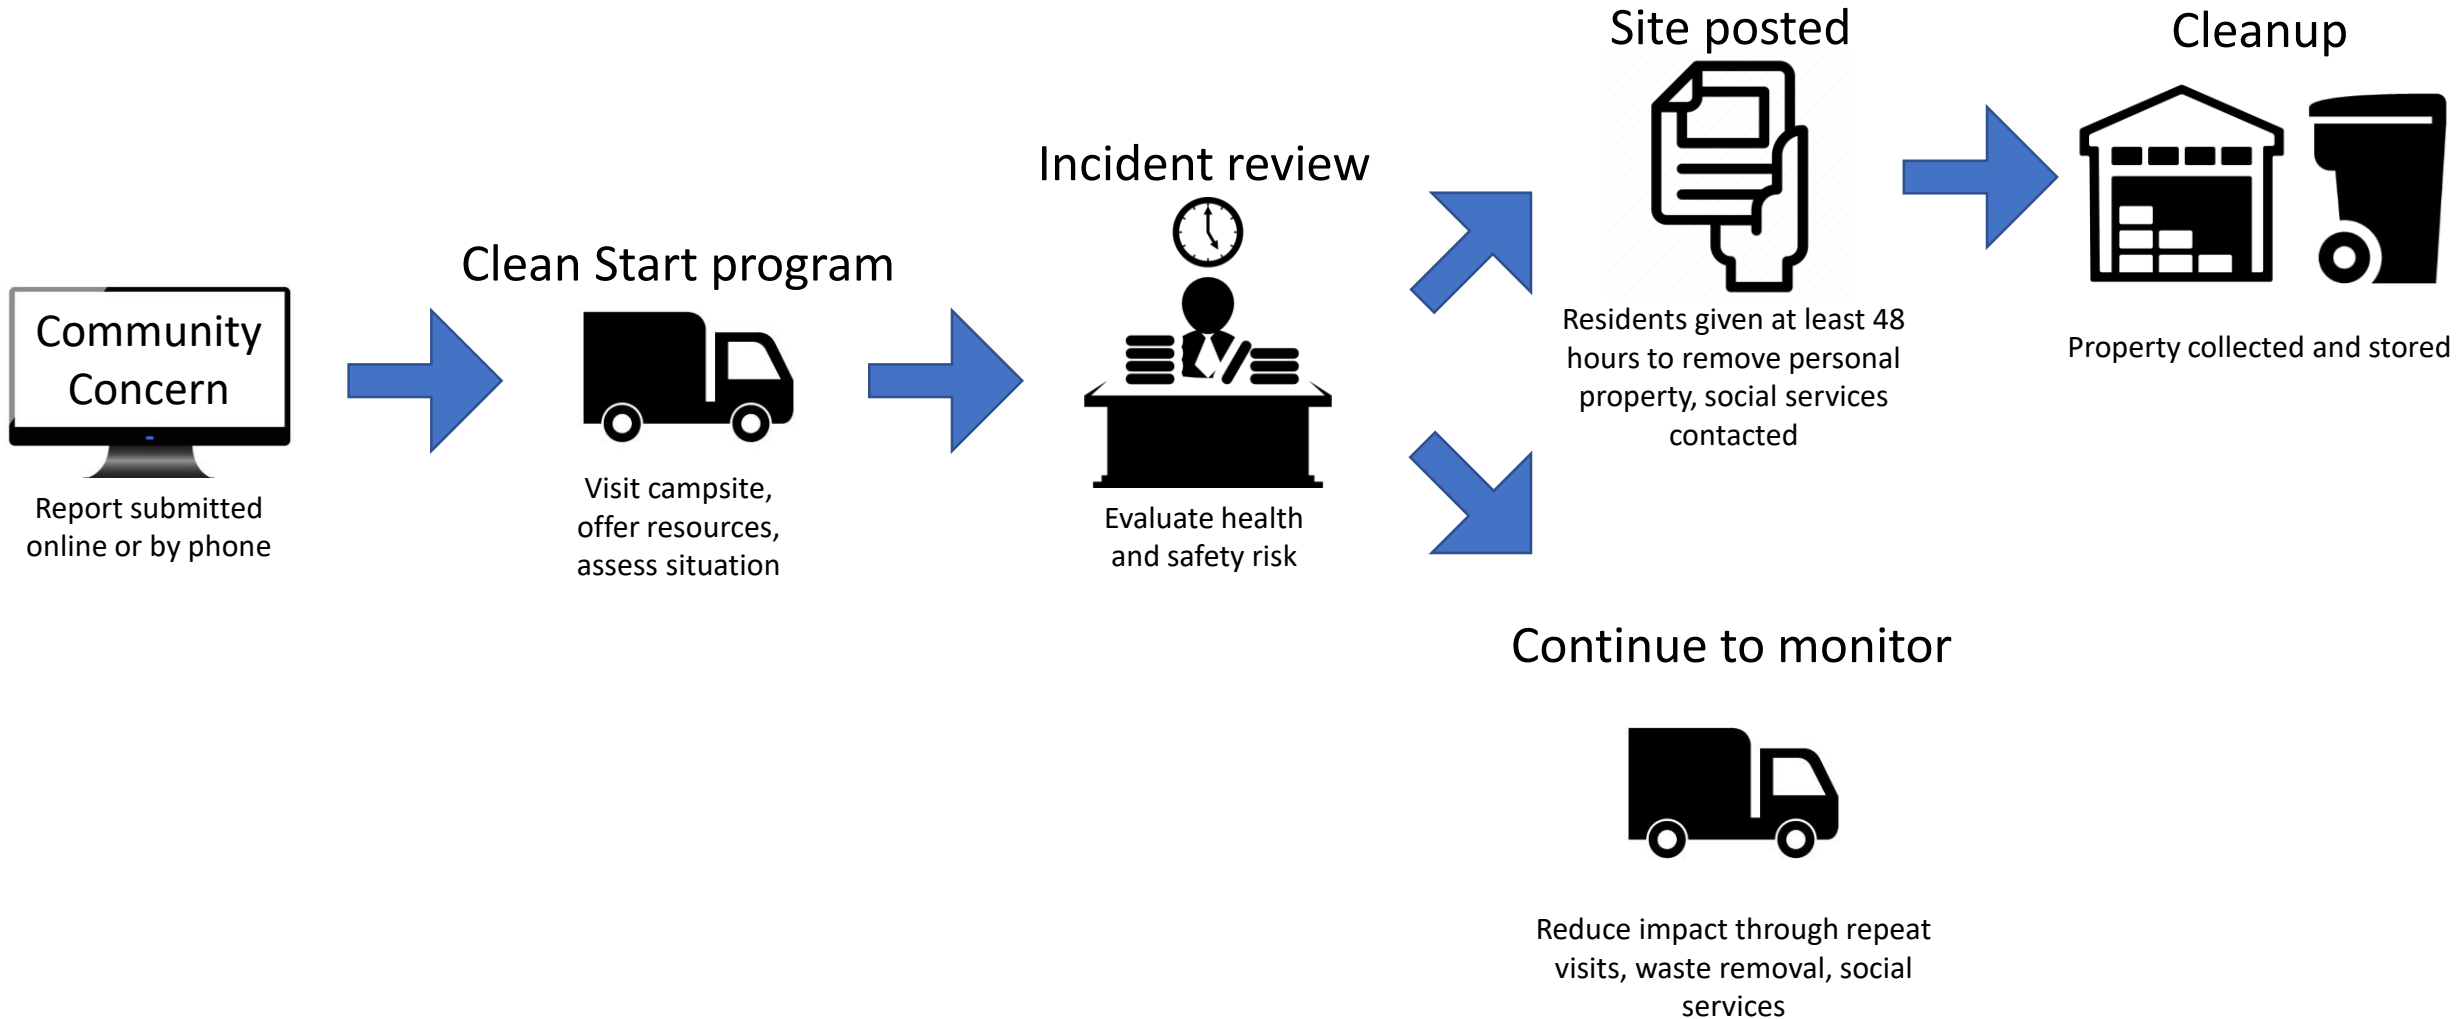 Community
Concern
Report submitted
online or by phone
Clean Start program
Visit campsite,
offer resources,
assess situation
Incident review
Evaluate health
and safety risk
Site posted
Residents given at least 48
hours to remove personal
property, social services
contacted
Cleanup
Property collected and stored
Continue to monitor
Reduce impact through repeat
visits, waste removal, social
services